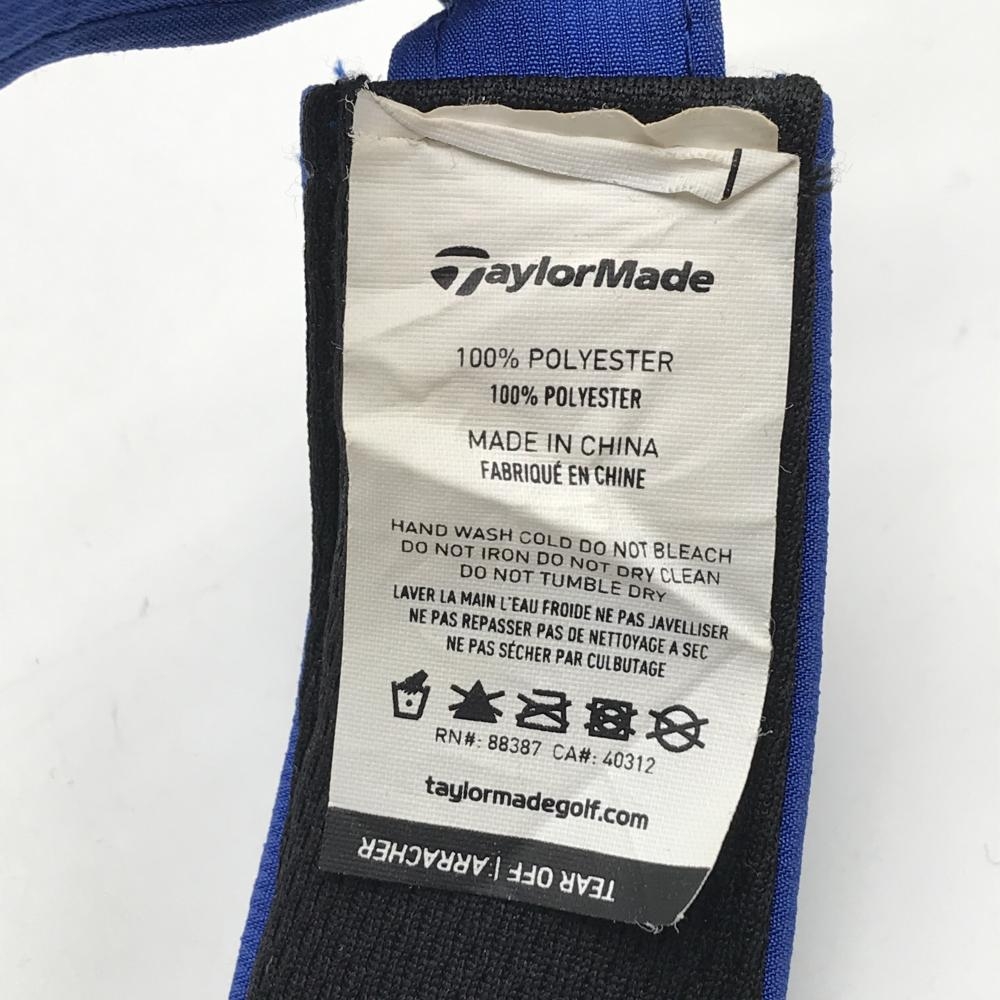 TaylorMade
100% POLYESTER
100% POLYESTER
MADE IN CHINA
FABRIQUÉ EN CHINE
HAND WASH COLD DO NOT BLEACH
DO NOT IRON DO NOT DRY CLEAN
DO NOT TUMBLE DRY
LAVER LA MAIN L'EAU FROIDE NE PAS JAVELLISER
NE PAS REPASSER PAS DE NETTOYAGE A SEC
NE PAS SÉCHER PAR CULBUTAGE
RN#: 88387 CA#: 40312
taylormadegolf.com
TEAR OFF | ARRACHER